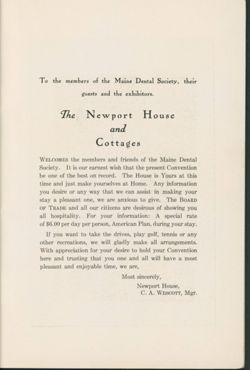 To the members of the Maine Dental Society, their
guests and the exhibitors.
The Newport House
and
Cottages
WELCOMES the members and friends of the Maine Dental
Society. It is our earnest wish that the present Convention
be one of the best on record. The House is Yours at this
time and just make yourselves at Home. Any information
you desire or any way that we can assist in making your
stay a pleasant one, we are anxious to give. The BOARD
OF TRADE and all our citizens are desirous of showing you
all hospitality. For your information: A special rate
of $6.00 per day per person, American Plan, during your stay.
If you want to take the drives, play golf, tennis or any
other recreations, we will gladly make all arrangements.
With appreciation for your desire to hold your Convention
here and trusting that you one and all will have a most
pleasant and enjoyable time, we are,
Most sincerely,
Newport House,
C. A. WESCOTT, Mgr.